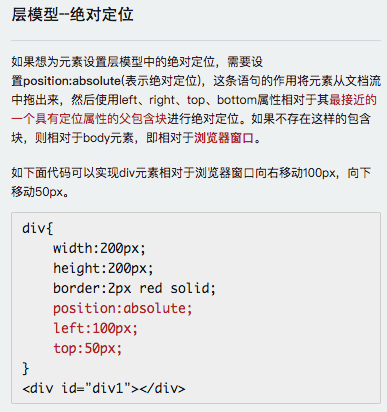 层模型--绝对定位
如果想为元素设置层模型中的绝对定位，需要设
置position:absolute(表示绝对定位)，这条语句的作用将元素从文档流
中拖出来，然后使用left、right、top、bottom属性相对于其最接近的
一个具有定位属性的父包含块进行绝对定位。如果不存在这样的包含
块，则相对于body元素，即相对于浏览器窗口。
如下面代码可以实现div元素相对于浏览器窗口向右移动100px，向下
移动50px。
div{
    width:200px;
    height:200px;
    border:2px red solid;
    position:absolute;
    left:100px;
    top:50px;
}
<div id="div1"></div>